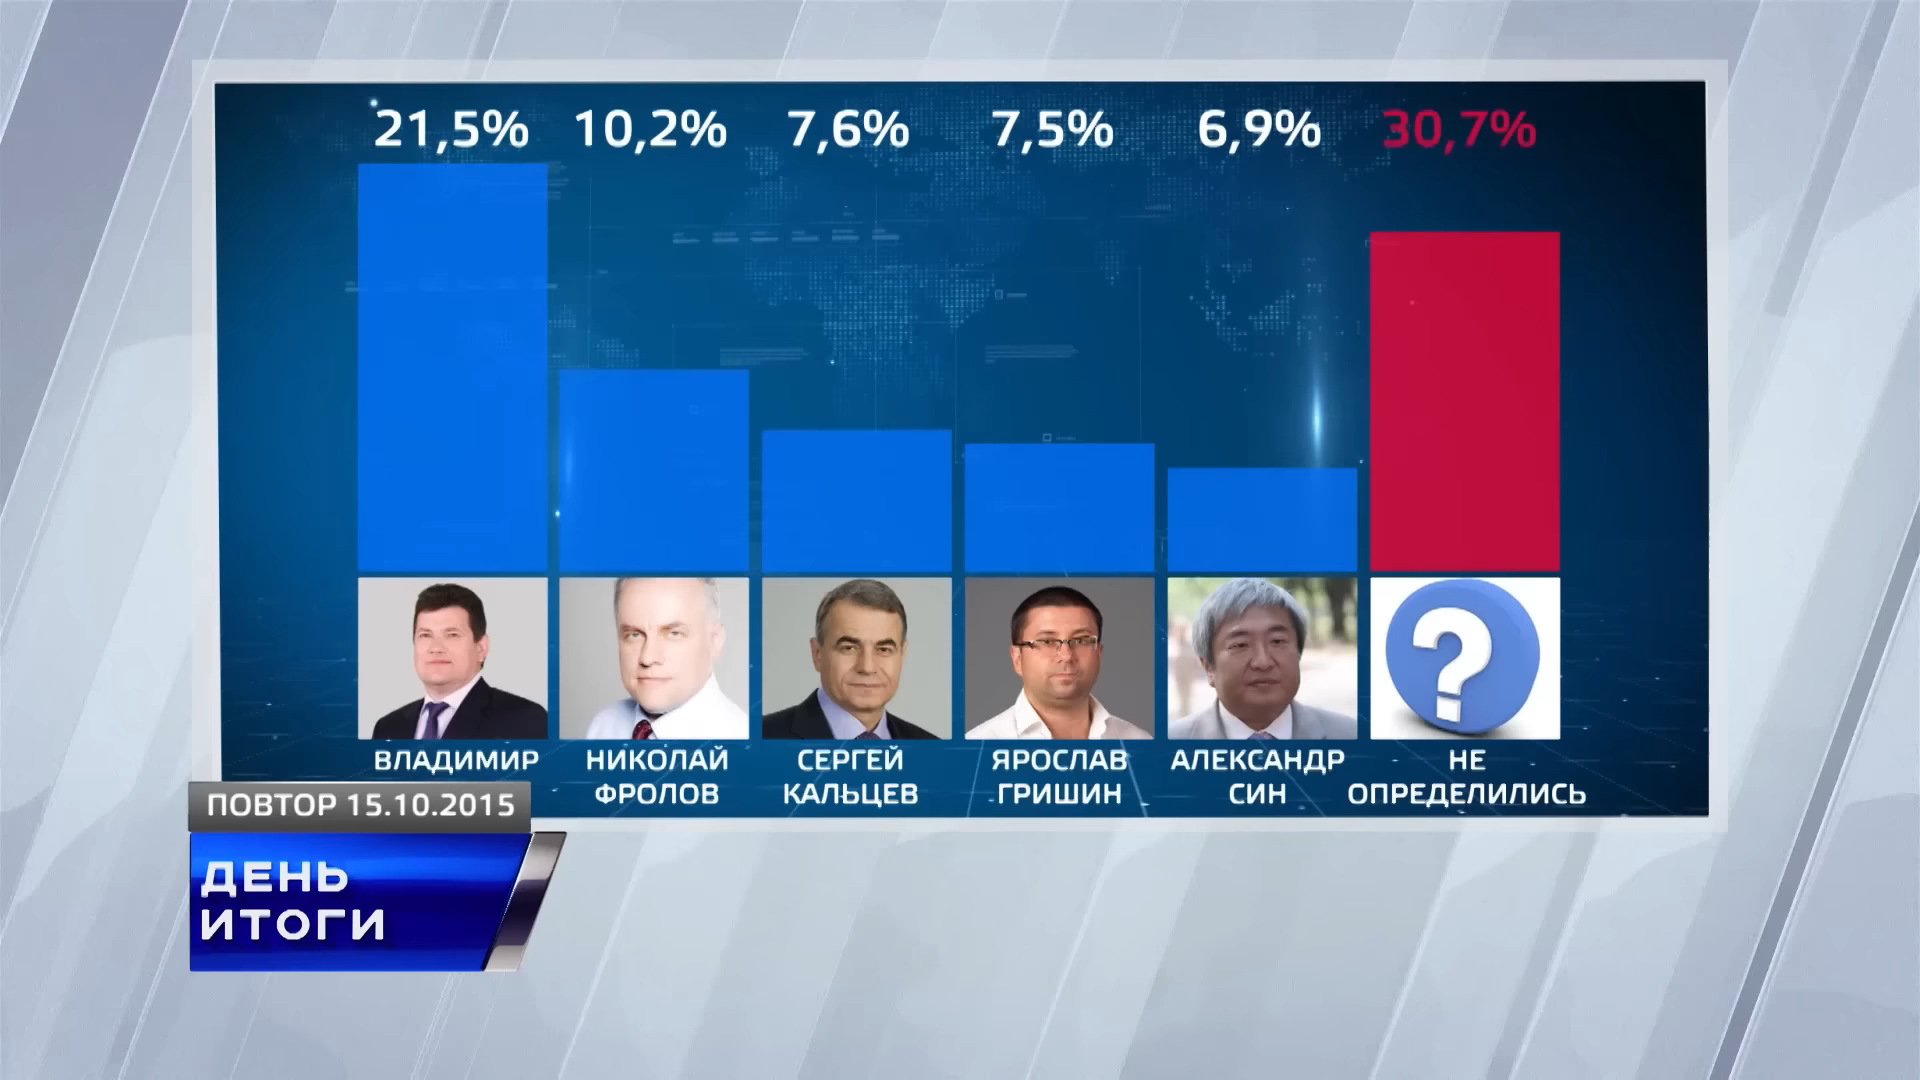 21,5% 10,2% 7,6% 7,5% 6,9% 30,7%
ВЛАДИМИР
НИКОЛАЙ
ФРОЛОВ
СЕРГЕЙ
КАЛЬЦЕВ
ЯРОСЛАВ
ГРИШИН
АЛЕКСАНДР
СИН
НЕ
ОПРЕДЕЛИЛИСЬ
ПОВТОР 15.10.2015
ДЕНЬ
ИТОГИ